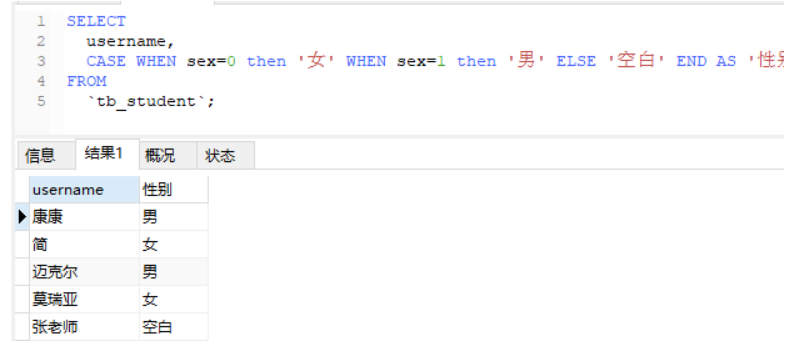 1 SELECT
2 username,
3 CASE WHEN sex=0 then '女' WHEN sex=1 then '男' ELSE '空白' END AS '性
4 FROM
5 `tb_student`;
信息 结果1 概况 状态
username 性别
康康 男
简 女
迈克尔 男
莫瑞亚 女
张老师 空白